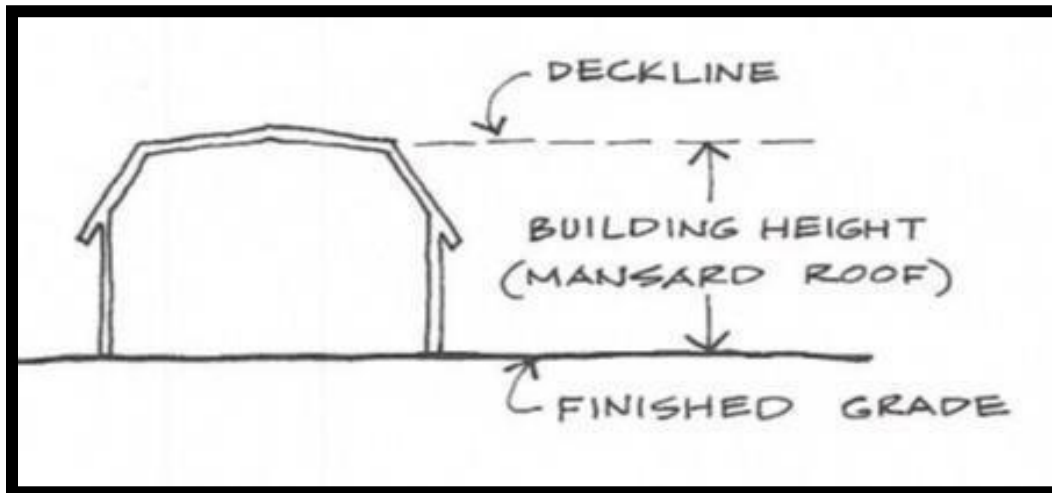 DECKLINE
BUILDING HEIGHT
(MANSARD ROOF)
FINISHED GRADE